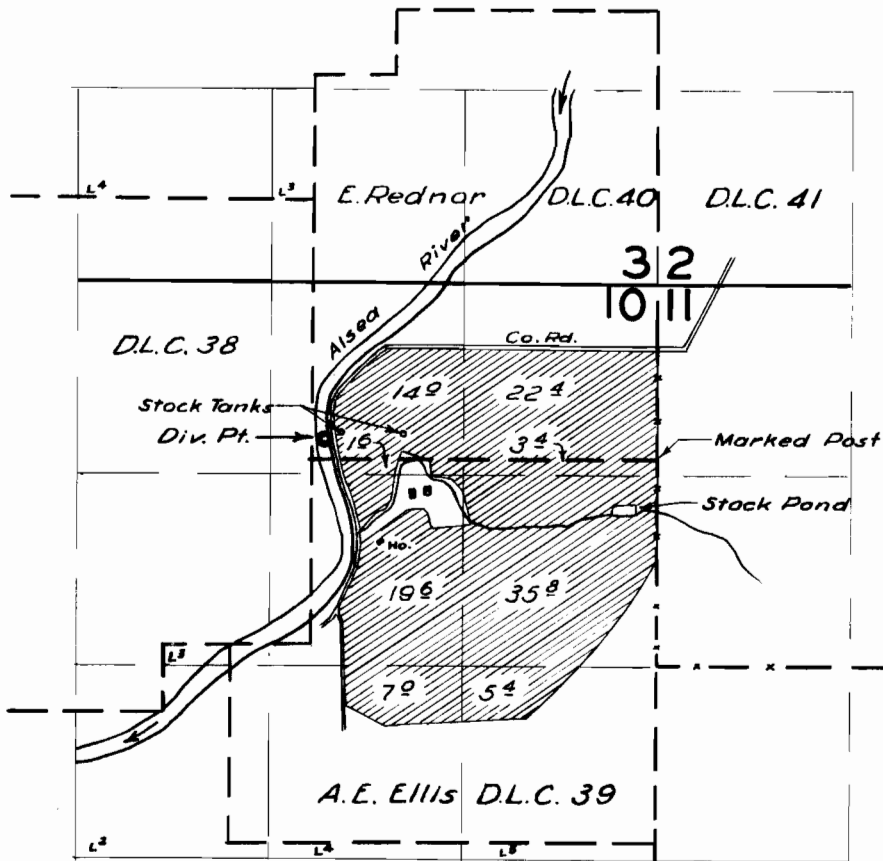 L4
L3
E. Rednar
D.L.C. 40
D.L.C. 41
Alsea River
3 2
10 11
D.L.C. 38
Co. Rd.
14 0
22 4
Stock Tanks
Div. Pt.
1 6
3 4
Marked Post
Stock Pond
Ho.
19 6
35 8
L3
7 0
5 4
A.E. Ellis D.L.C. 39
L2
L4
L5